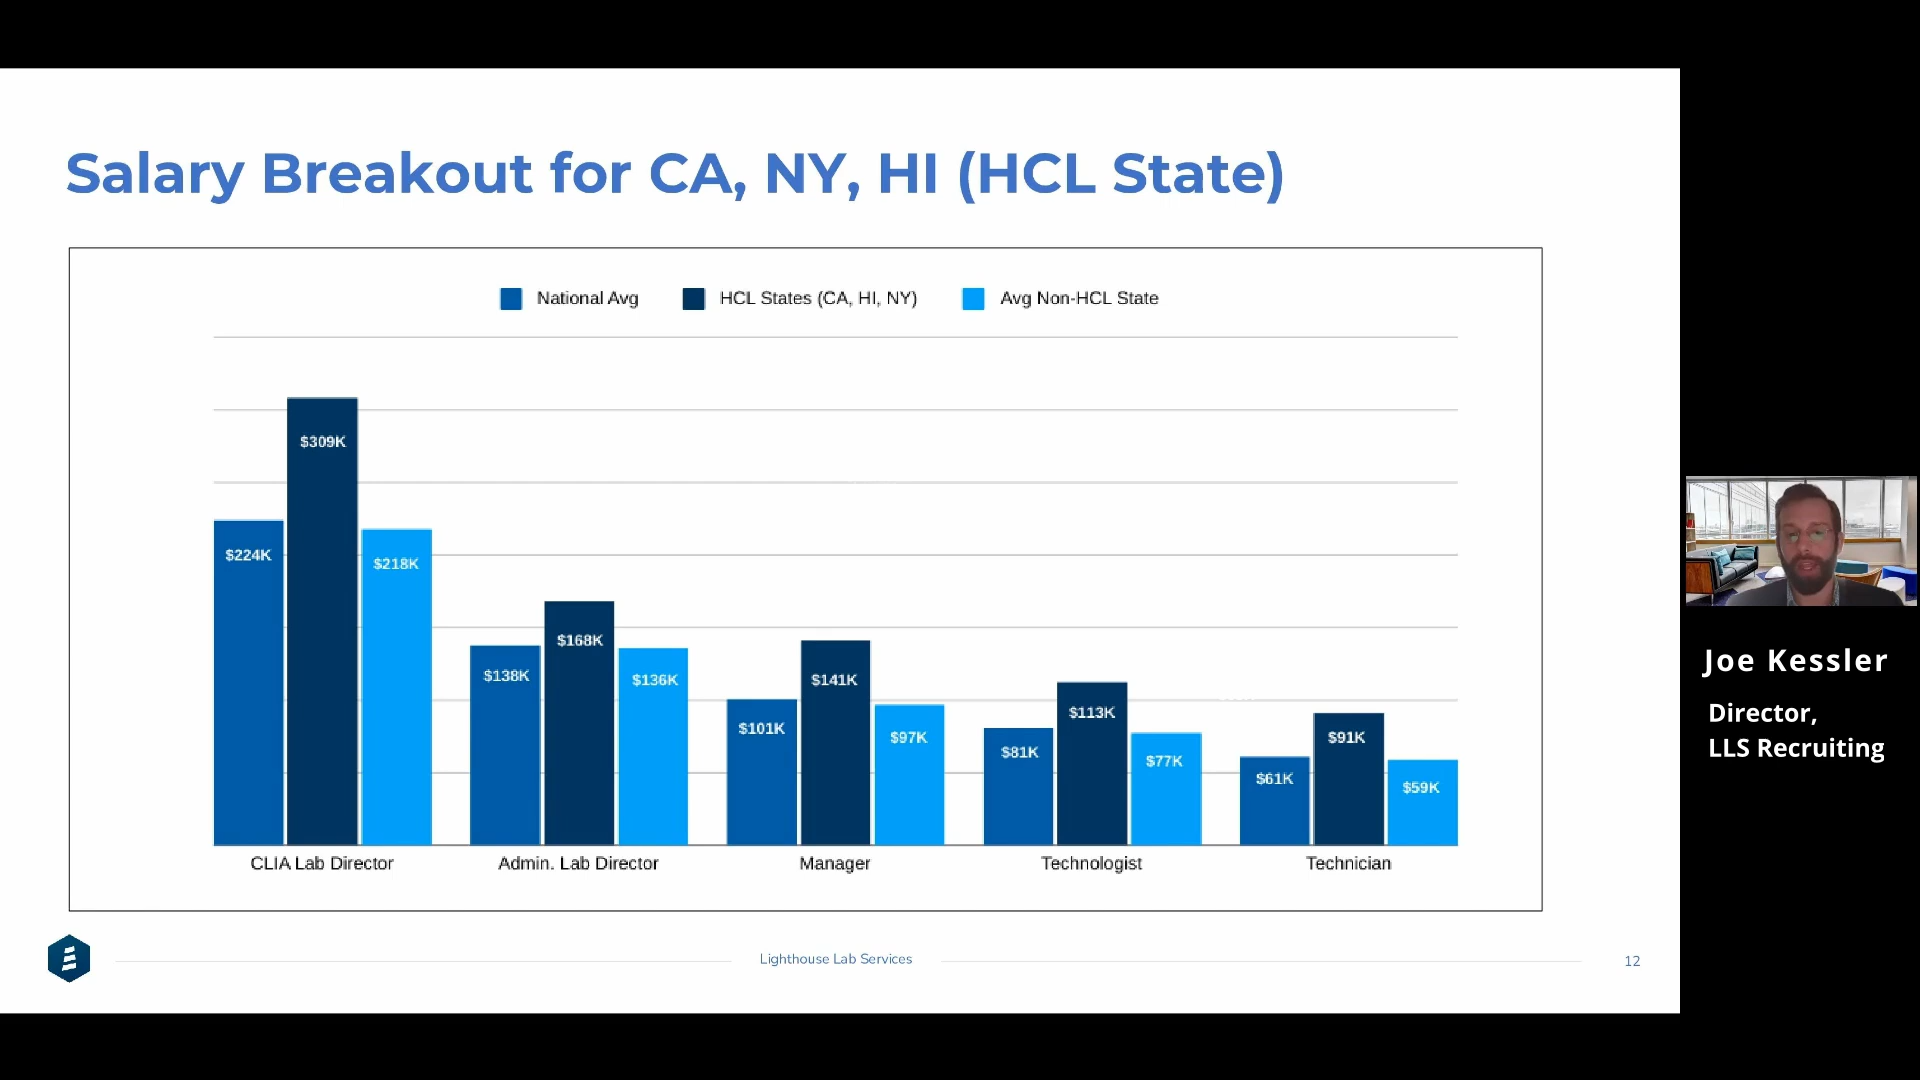 Salary Breakout for CA, NY, HI (HCL State)
National Avg
HCL States (CA, HI, NY)
Avg Non-HCL State
$309K
$224K
$218K
$168K
$138K
$136K
$141K
$101K
$97K
$113K
$81K
$77K
$91K
$61K
$59K
CLIA Lab Director
Admin. Lab Director
Manager
Technologist
Technician
Lighthouse Lab Services
12
Joe Kessler
Director,
LLS Recruiting